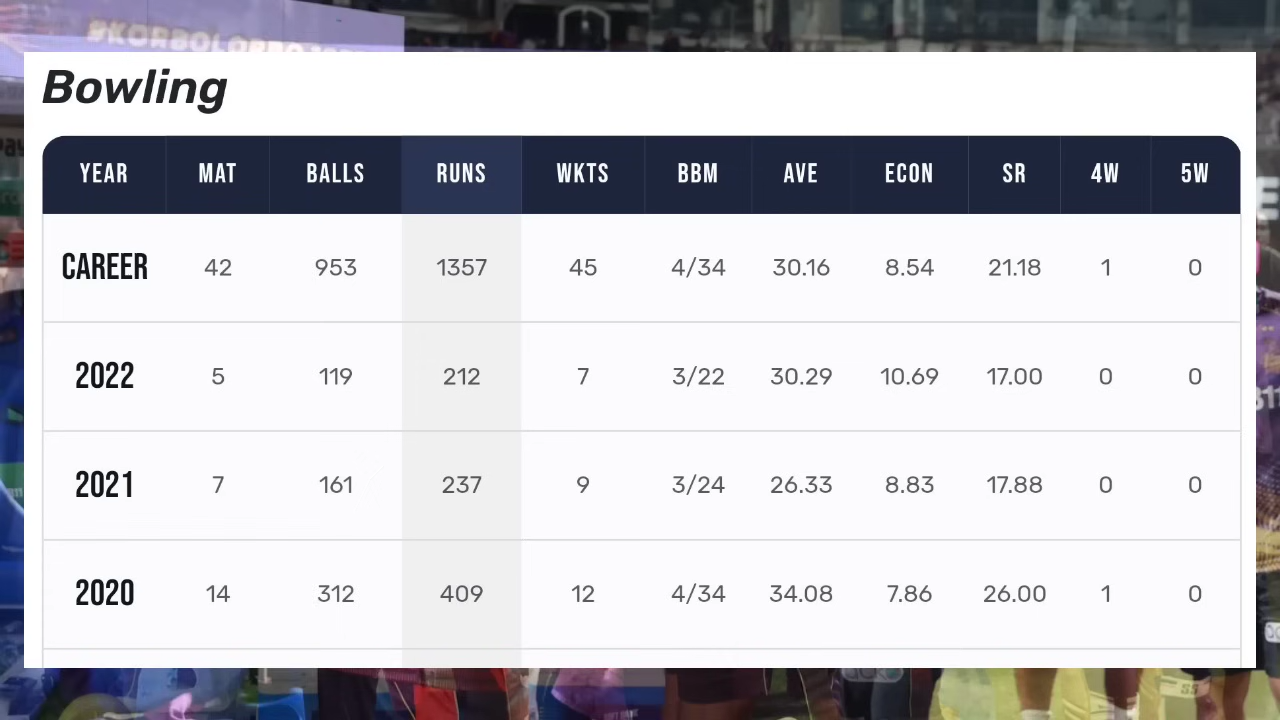 #KORBOLORBO
Bowling
YEAR MAT BALLS RUNS WKTS BBM AVE ECON SR 4W 5W
CAREER 42 953 1357 45 4/34 30.16 8.54 21.18 1 0
2022 5 119 212 7 3/22 30.29 10.69 17.00 0 0
2021 7 161 237 9 3/24 26.33 8.83 17.88 0 0
2020 14 312 409 12 4/34 34.08 7.86 26.00 1 0